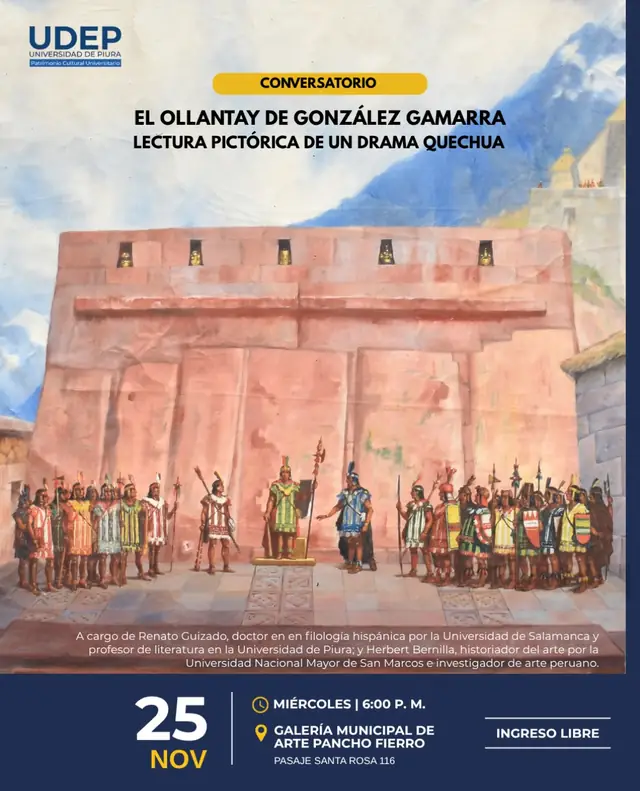 UDEP
UNIVERSIDAD DE PIURA
Patrimonio Cultural Universitario
CONVERSATORIO
EL OLLANTAY DE GONZÁLEZ GAMARRA
LECTURA PICTÓRICA DE UN DRAMA QUECHUA
A cargo de Renato Guizado, doctor en en filología hispánica por la Universidad de Salamanca y
profesor de literatura en la Universidad de Piura; y Herbert Bernilla, historiador del arte por la
Universidad Nacional Mayor de San Marcos e investigador de arte peruano.
25
NOV
MIÉRCOLES | 6:00 P. M.
GALERÍA MUNICIPAL DE
ARTE PANCHO FIERRO
PASAJE SANTA ROSA 116
INGRESO LIBRE